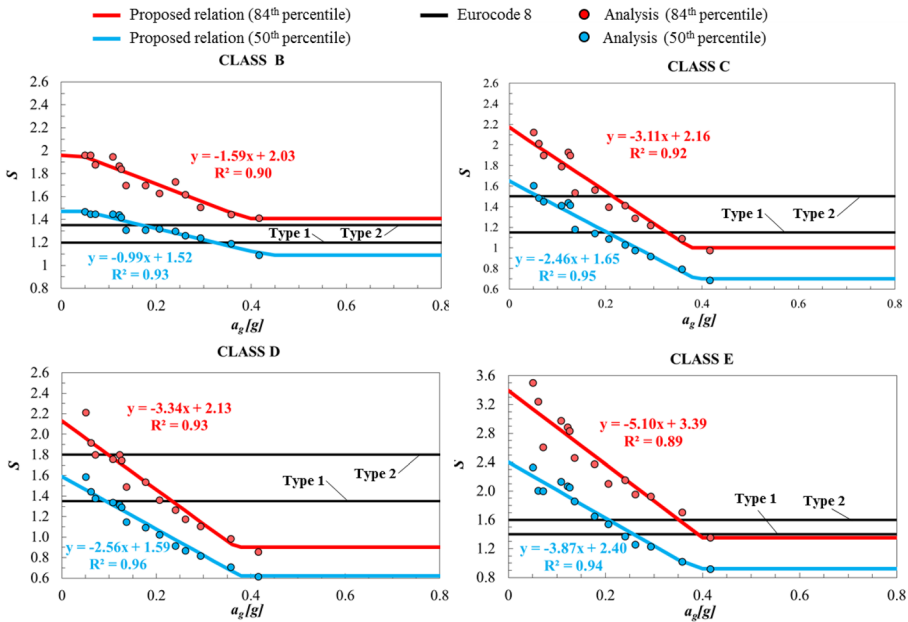 Proposed relation (84th percentile)
Eurocode 8
Analysis (84th percentile)
Proposed relation (50th percentile)
Analysis (50th percentile)
CLASS B
2.6
2.4
2.2
2
1.8
1.6
1.4
1.2
1
0.8
S
y = -1.59x + 2.03
R² = 0.90
Type 1
Type 2
y = -0.99x + 1.52
R² = 0.93
0
0.2
0.4
0.6
0.8
ag [g]
CLASS C
2.6
2.4
2.2
2
1.8
1.6
1.4
1.2
1
0.8
0.6
S
y = -3.11x + 2.16
R² = 0.92
Type 1
Type 2
y = -2.46x + 1.65
R² = 0.95
0
0.2
0.4
0.6
0.8
ag [g]
CLASS D
2.6
2.4
2.2
2
1.8
1.6
1.4
1.2
1
0.8
0.6
S
y = -3.34x + 2.13
R² = 0.93
Type 1
Type 2
y = -2.56x + 1.59
R² = 0.96
0
0.2
0.4
0.6
0.8
ag [g]
CLASS E
3.6
3.2
2.8
2.4
2.0
1.6
1.2
0.8
S
y = -5.10x + 3.39
R² = 0.89
Type 1
Type 2
y = -3.87x + 2.40
R² = 0.94
0
0.2
0.4
0.6
0.8
ag [g]